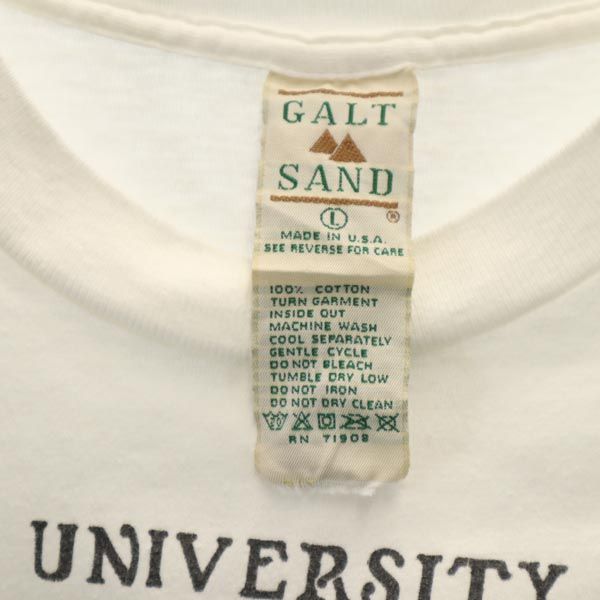 GALT
SAND
L
®
MADE IN U.S.A.
SEE REVERSE FOR CARE
100% COTTON
TURN GARMENT
INSIDE OUT
MACHINE WASH
COOL SEPARATELY
GENTLE CYCLE
DO NOT BLEACH
TUMBLE DRY LOW
DO NOT IRON
DO NOT DRY CLEAN
RN 71908
UNIVERSITY